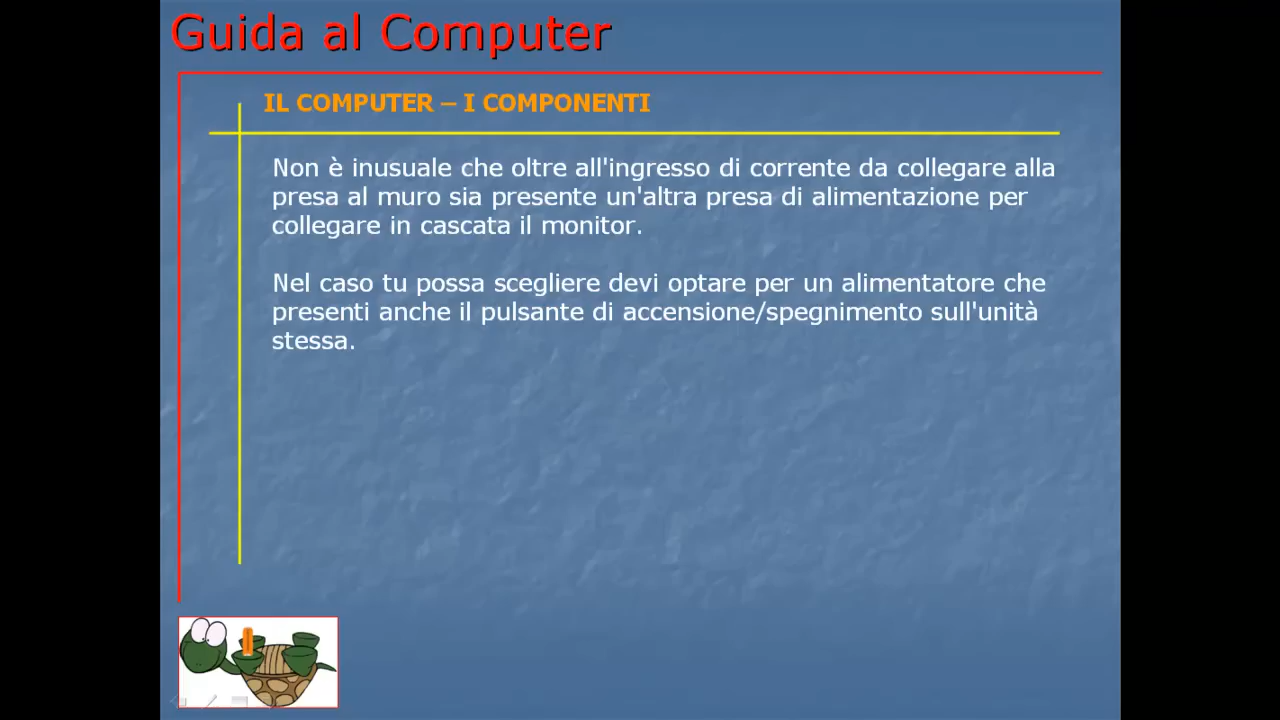 Guida al Computer
IL COMPUTER – I COMPONENTI
Non è inusuale che oltre all'ingresso di corrente da collegare alla
presa al muro sia presente un'altra presa di alimentazione per
collegare in cascata il monitor.
Nel caso tu possa scegliere devi optare per un alimentatore che
presenti anche il pulsante di accensione/spegnimento sull'unità
stessa.